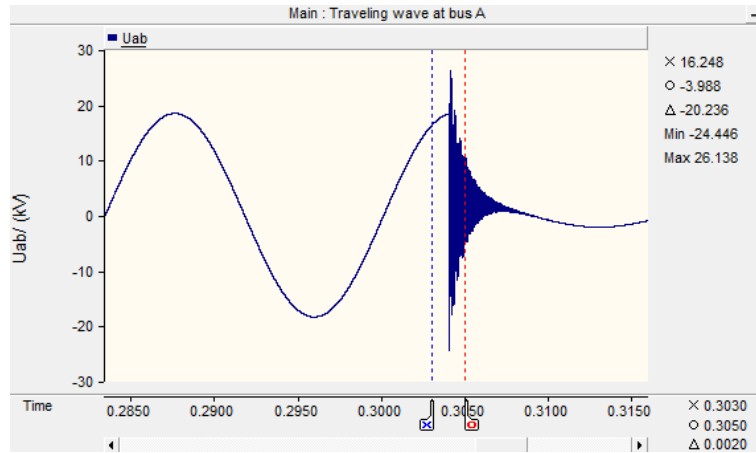 Main : Traveling wave at bus A
Uab
30
20
10
0
-10
-20
-30
Uab/ (kV)
× 16.248
○ -3.988
Δ -20.236
Min -24.446
Max 26.138
Time
0.2850 0.2900 0.2950 0.3000 0.3050 0.3100 0.3150
× 0.3030
○ 0.3050
Δ 0.0020